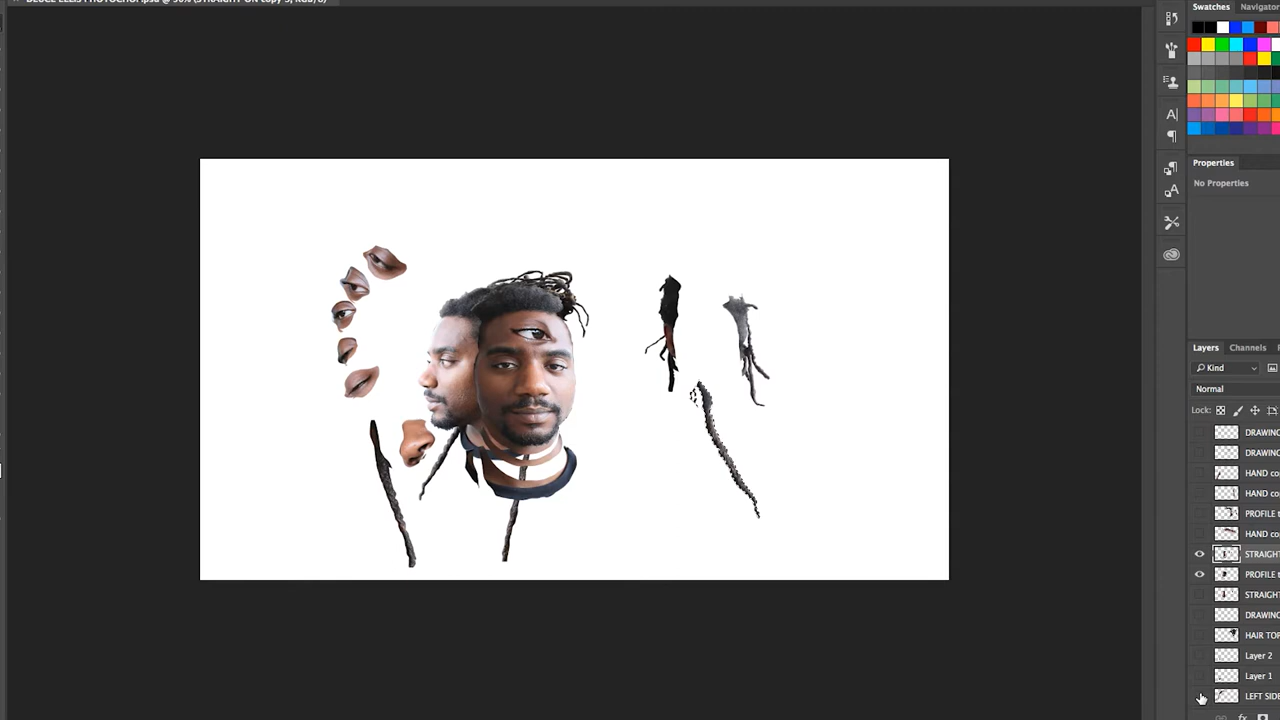 Swatches Navigator
Properties
No Properties
Layers Channels
Kind
Normal
Lock:
DRAWING
DRAWING
HAND co
HAND co
PROFILE t
HAND co
STRAIGHT
PROFILE t
STRAIGHT
DRAWING
HAIR TOP
Layer 2
Layer 1
LEFT SIDE
fx